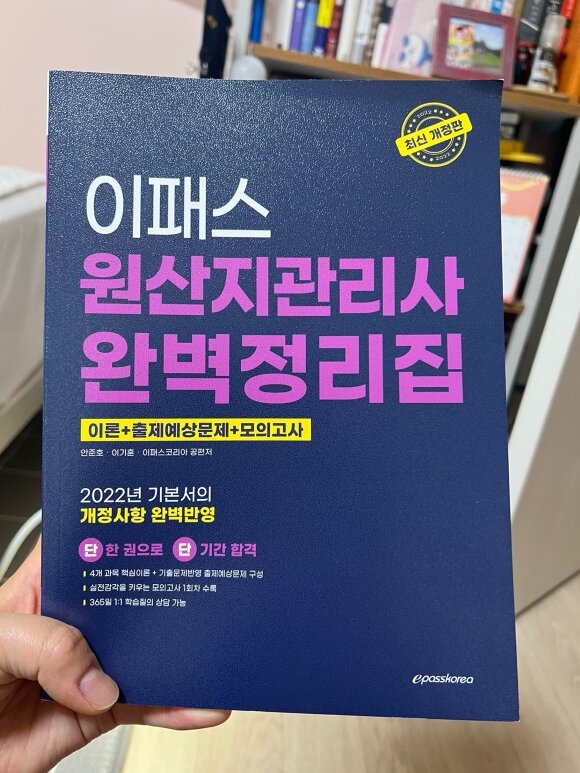 2022
최신 개정판
2022
이패스
원산지관리사
완벽정리집
이론+출제예상문제+모의고사
안준호 · 이기훈 · 이패스코리아 공편저
2022년 기본서의
개정사항 완벽반영
단 한 권으로 단 기간 합격
4개 과목 핵심이론 + 기출문제반영 출제예상문제 구성
실전감각을 키우는 모의고사 1회차 수록
365일 1:1 학습질의 상담 가능
epasskorea